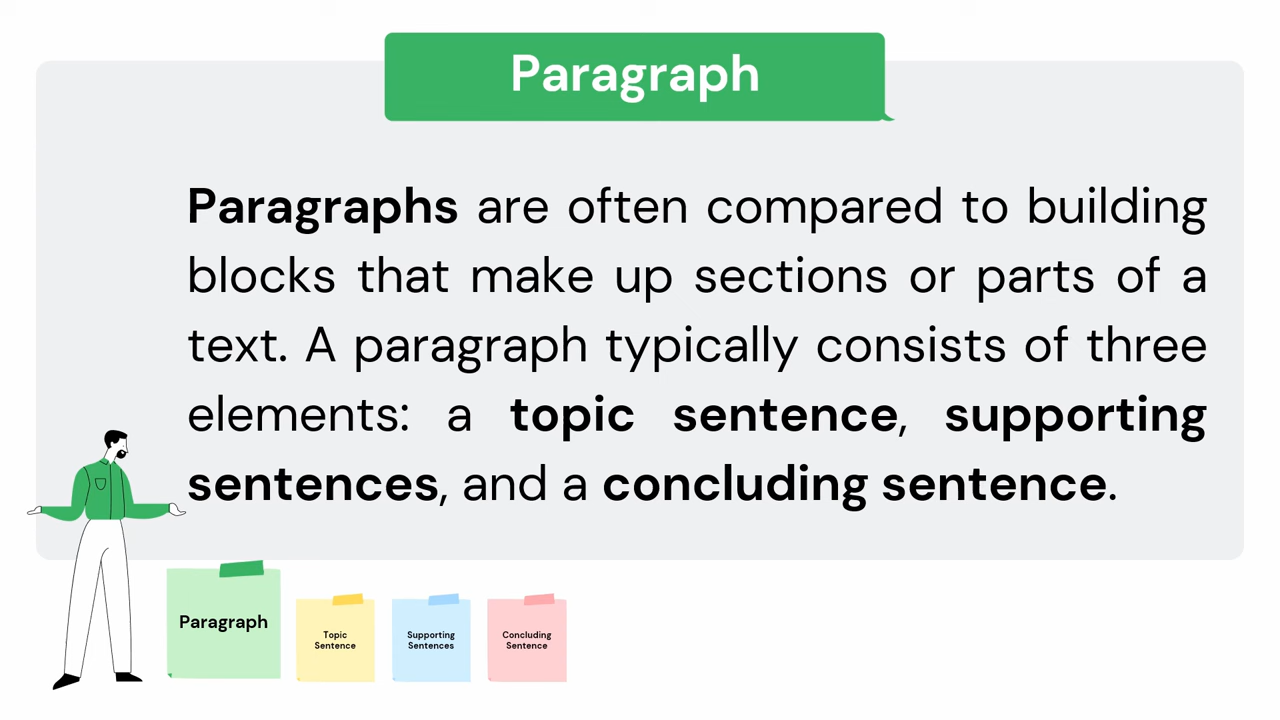 Paragraph
Paragraphs are often compared to building
blocks that make up sections or parts of a
text. A paragraph typically consists of three
elements: a topic sentence, supporting
sentences, and a concluding sentence.
Paragraph
Topic
Sentence
Supporting
Sentences
Concluding
Sentence